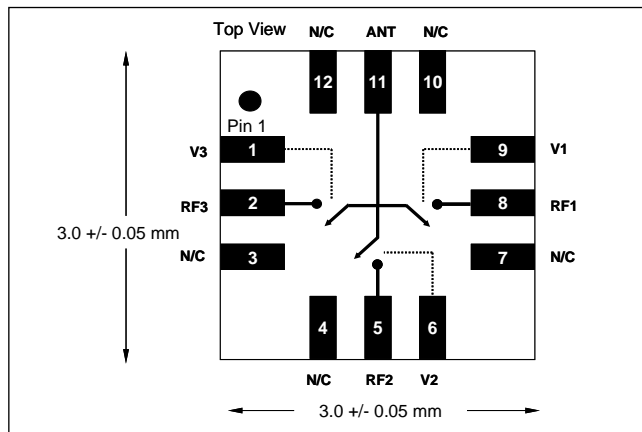 Top View N/C ANT N/C
12 11 10
Pin 1
V3 1 9 V1
RF3 2 8 RF1
3.0 +/- 0.05 mm
N/C 3 7 N/C
4 5 6
N/C RF2 V2
3.0 +/- 0.05 mm